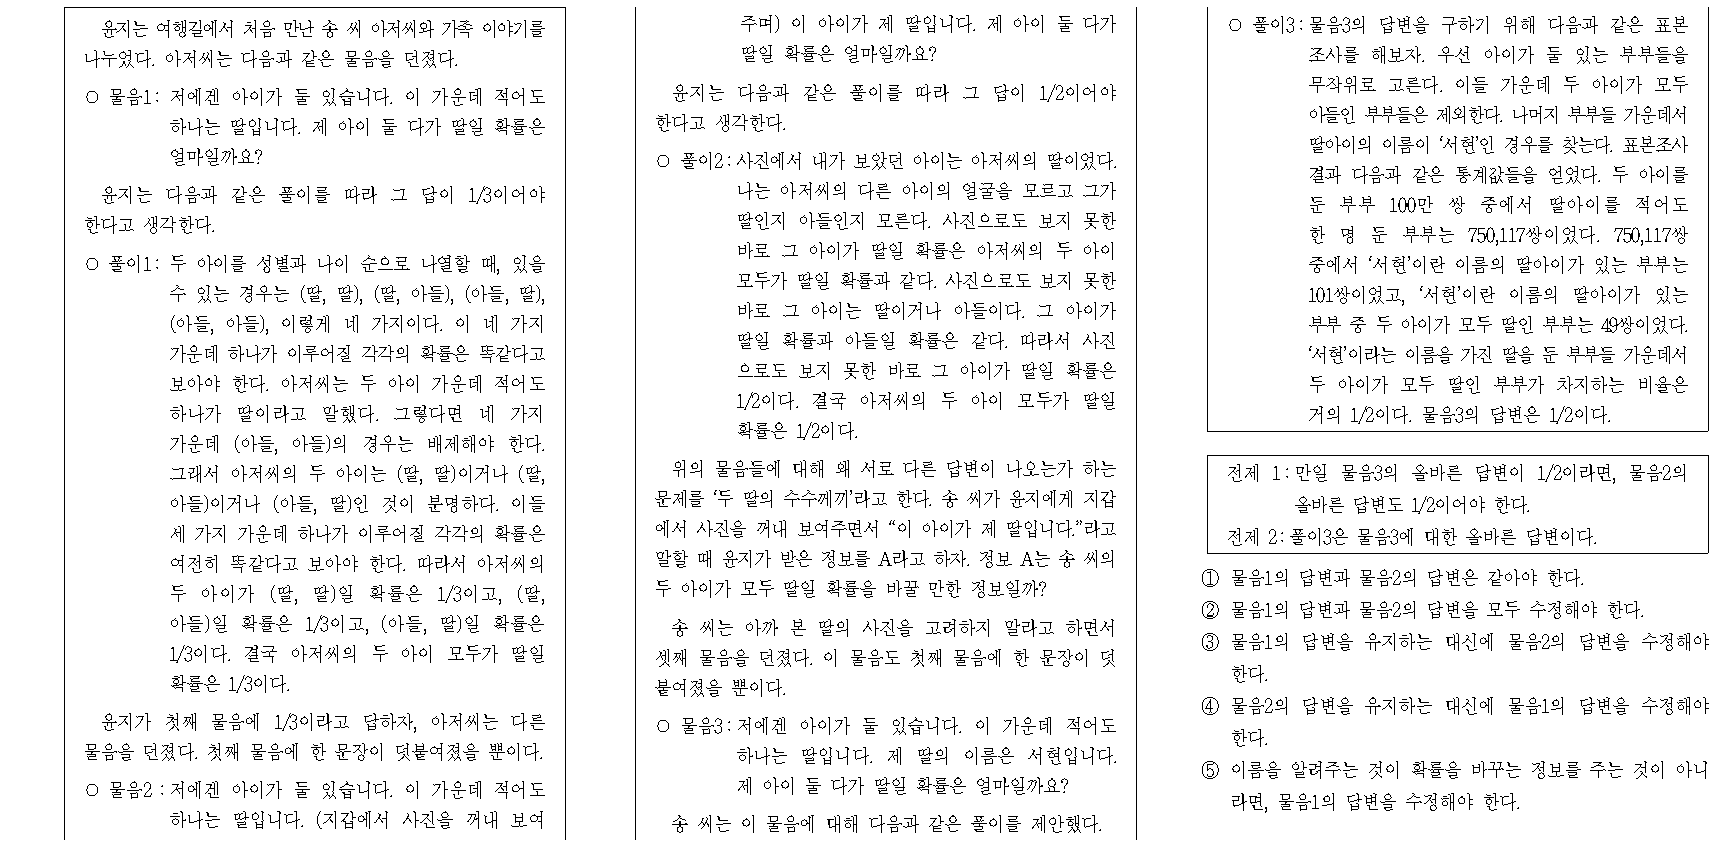 윤지는 여행길에서 처음 만난 송 씨 아저씨와 가족 이야기를
나누었다. 아저씨는 다음과 같은 물음을 던졌다.
○ 물음1: 저에겐 아이가 둘 있습니다. 이 가운데 적어도
하나는 딸입니다. 제 아이 둘 다가 딸일 확률은
얼마일까요?
윤지는 다음과 같은 풀이를 따라 그 답이 1/3이어야
한다고 생각한다.
○ 풀이1: 두 아이를 성별과 나이 순으로 나열할 때, 있을
수 있는 경우는 (딸, 딸), (딸, 아들), (아들, 딸),
(아들, 아들), 이렇게 네 가지이다. 이 네 가지
가운데 하나가 이루어질 각각의 확률은 똑같다고
보아야 한다. 아저씨는 두 아이 가운데 적어도
하나가 딸이라고 말했다. 그렇다면 네 가지
가운데 (아들, 아들)의 경우는 배제해야 한다.
그래서 아저씨의 두 아이는 (딸, 딸)이거나 (딸,
아들)이거나 (아들, 딸)인 것이 분명하다. 이들
세 가지 가운데 하나가 이루어질 각각의 확률은
여전히 똑같다고 보아야 한다. 따라서 아저씨의
두 아이가 (딸, 딸)일 확률은 1/3이고, (딸,
아들)일 확률은 1/3이고, (아들, 딸)일 확률은
1/3이다. 결국 아저씨의 두 아이 모두가 딸일
확률은 1/3이다.
윤지가 첫째 물음에 1/3이라고 답하자, 아저씨는 다른
물음을 던졌다. 첫째 물음에 한 문장이 덧붙여졌을 뿐이다.
○ 물음2: 저에겐 아이가 둘 있습니다. 이 가운데 적어도
하나는 딸입니다. (지갑에서 사진을 꺼내 보여
주며) 이 아이가 제 딸입니다. 제 아이 둘 다가
딸일 확률은 얼마일까요?
윤지는 다음과 같은 풀이를 따라 그 답이 1/2이어야
한다고 생각한다.
○ 풀이2: 사진에서 내가 보았던 아이는 아저씨의 딸이었다.
나는 아저씨의 다른 아이의 얼굴을 모르고 그가
딸인지 아들인지 모른다. 사진으로도 보지 못한
바로 그 아이가 딸일 확률은 아저씨의 두 아이
모두가 딸일 확률과 같다. 사진으로도 보지 못한
바로 그 아이는 딸이거나 아들이다. 그 아이가
딸일 확률과 아들일 확률은 같다. 따라서 사진
으로도 보지 못한 바로 그 아이가 딸일 확률은
1/2이다. 결국 아저씨의 두 아이 모두가 딸일
확률은 1/2이다.
위의 물음들에 대해 왜 서로 다른 답변이 나오는가 하는
문제를 ‘두 딸의 수수께끼’라고 한다. 송 씨가 윤지에게 지갑
에서 사진을 꺼내 보여주면서 “이 아이가 제 딸입니다.”라고
말할 때 윤지가 받은 정보를 A라고 하자. 정보 A는 송 씨의
두 아이가 모두 딸일 확률을 바꿀 만한 정보일까?
송 씨는 아까 본 딸의 사진을 고려하지 말라고 하면서
셋째 물음을 던졌다. 이 물음도 첫째 물음에 한 문장이 덧
붙여졌을 뿐이다.
○ 물음3: 저에겐 아이가 둘 있습니다. 이 가운데 적어도
하나는 딸입니다. 제 딸의 이름은 서현입니다.
제 아이 둘 다가 딸일 확률은 얼마일까요?
송 씨는 이 물음에 대해 다음과 같은 풀이를 제안했다.
○ 풀이3: 물음3의 답변을 구하기 위해 다음과 같은 표본
조사를 해보자. 우선 아이가 둘 있는 부부들을
무작위로 고른다. 이들 가운데 두 아이가 모두
아들인 부부들은 제외한다. 나머지 부부들 가운데서
딸아이의 이름이 ‘서현’인 경우를 찾는다. 표본조사
결과 다음과 같은 통계값들을 얻었다. 두 아이를
둔 부부 100만 쌍 중에서 딸아이를 적어도
한 명 둔 부부는 750,117쌍이었다. 750,117쌍
중에서 ‘서현’이란 이름의 딸아이가 있는 부부는
101쌍이었고, ‘서현’이란 이름의 딸아이가 있는
부부 중 두 아이가 모두 딸인 부부는 49쌍이었다.
‘서현’이라는 이름을 가진 딸을 둔 부부들 가운데서
두 아이가 모두 딸인 부부가 차지하는 비율은
거의 1/2이다. 물음3의 답변은 1/2이다.
전제 1: 만일 물음3의 올바른 답변이 1/2이라면, 물음2의
올바른 답변도 1/2이어야 한다.
전제 2: 풀이3은 물음3에 대한 올바른 답변이다.
① 물음1의 답변과 물음2의 답변은 같아야 한다.
② 물음1의 답변과 물음2의 답변을 모두 수정해야 한다.
③ 물음1의 답변을 유지하는 대신에 물음2의 답변을 수정해야
한다.
④ 물음2의 답변을 유지하는 대신에 물음1의 답변을 수정해야
한다.
⑤ 이름을 알려주는 것이 확률을 바꾸는 정보를 주는 것이 아니
라면, 물음1의 답변을 수정해야 한다.